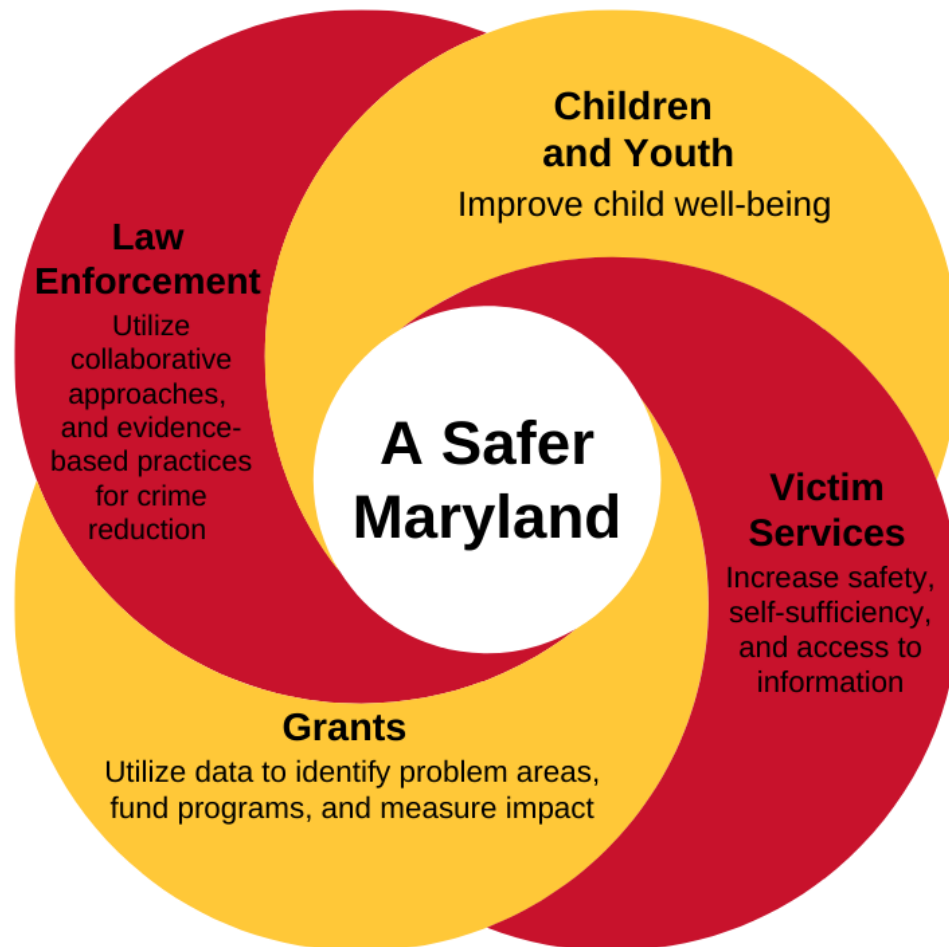 Children
and Youth
Improve child well-being
Law
Enforcement
Utilize
collaborative
approaches,
and evidence-
based practices
for crime
reduction
A Safer
Maryland
Victim
Services
Increase safety,
self-sufficiency,
and access to
information
Grants
Utilize data to identify problem areas,
fund programs, and measure impact